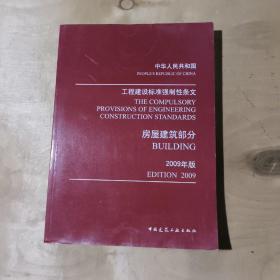 中华人民共和国
PEOPLE'S REPUBLIC OF CHINA
工程建设标准强制性条文
THE COMPULSORY
PROVISIONS OF ENGINEERING
CONSTRUCTION STANDARDS
房屋建筑部分
BUILDING
2009年版
EDITION 2009
中国建筑工业出版社